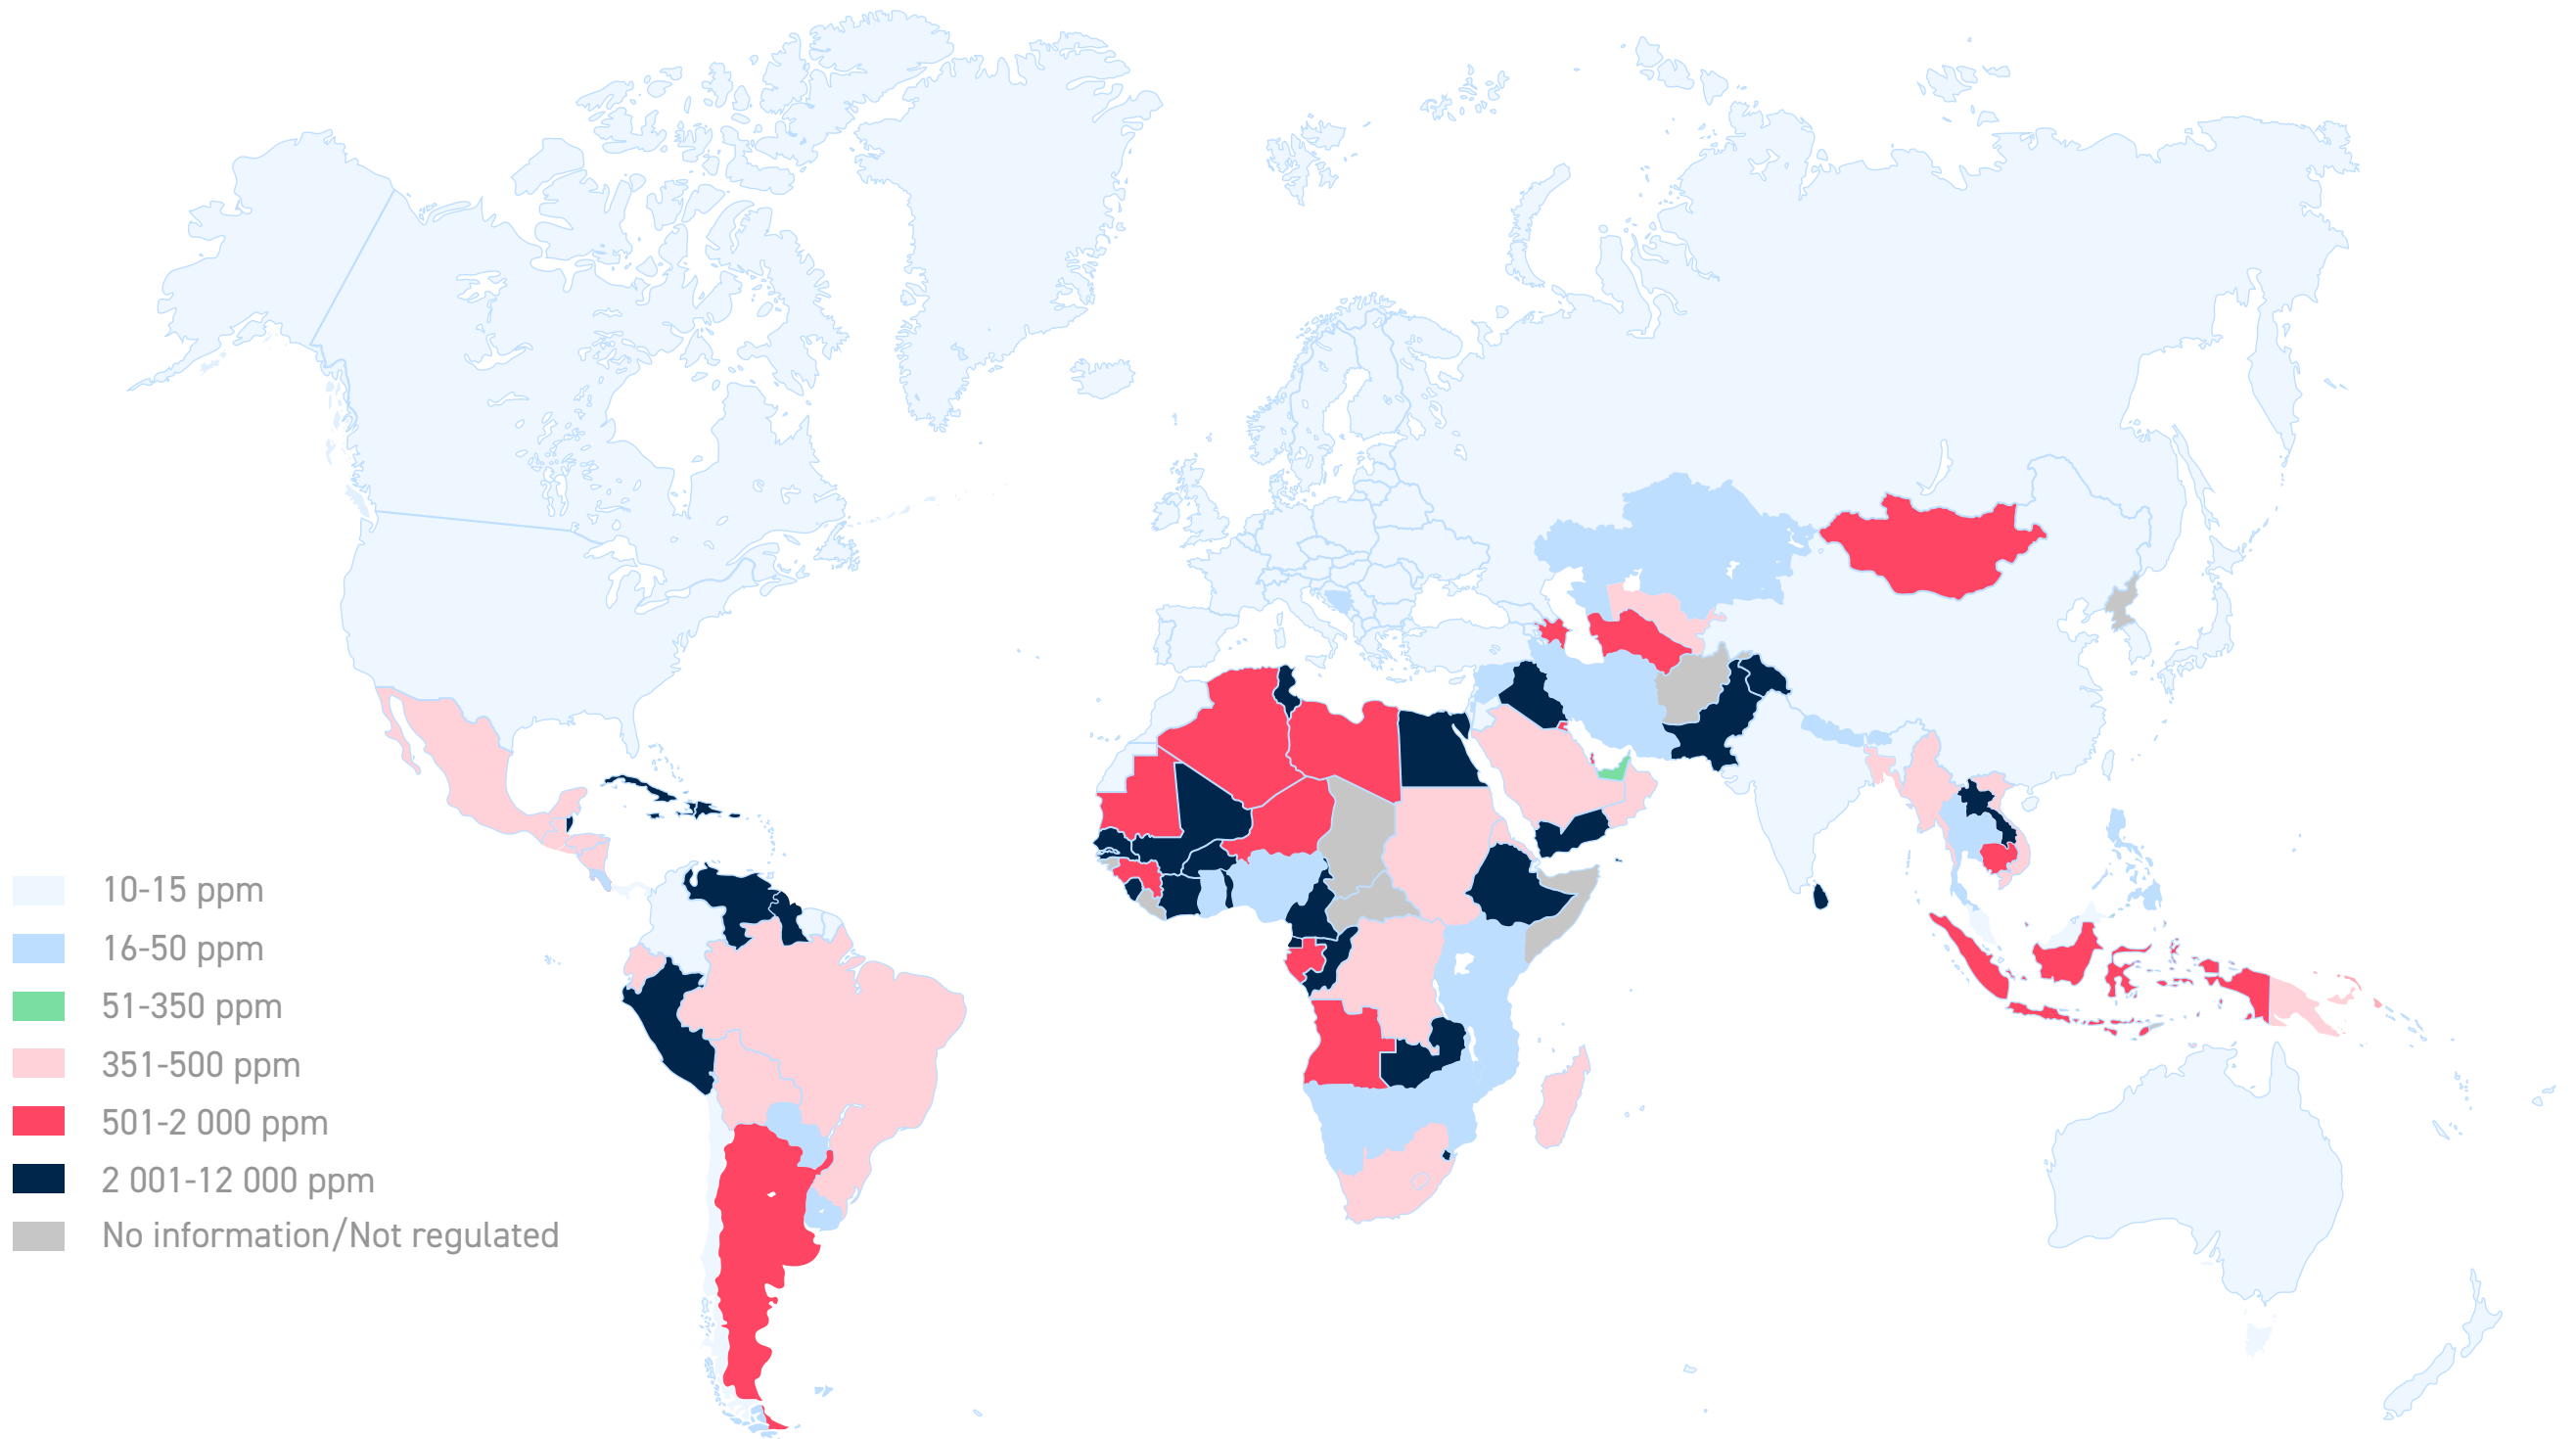 10-15 ppm
16-50 ppm
51-350 ppm
351-500 ppm
501-2 000 ppm
2 001-12 000 ppm
No information/Not regulated